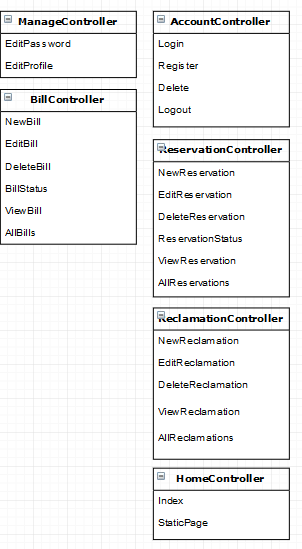 ManageController
EditPassword
EditProfile
BillController
NewBill
EditBill
DeleteBill
BillStatus
ViewBill
AllBills
AccountController
Login
Register
Delete
Logout
ReservationController
NewReservation
EditReservation
DeleteReservation
ReservationStatus
ViewReservation
AllReservations
ReclamationController
NewReclamation
EditReclamation
DeleteReclamation
ViewReclamation
AllReclamations
HomeController
Index
StaticPage